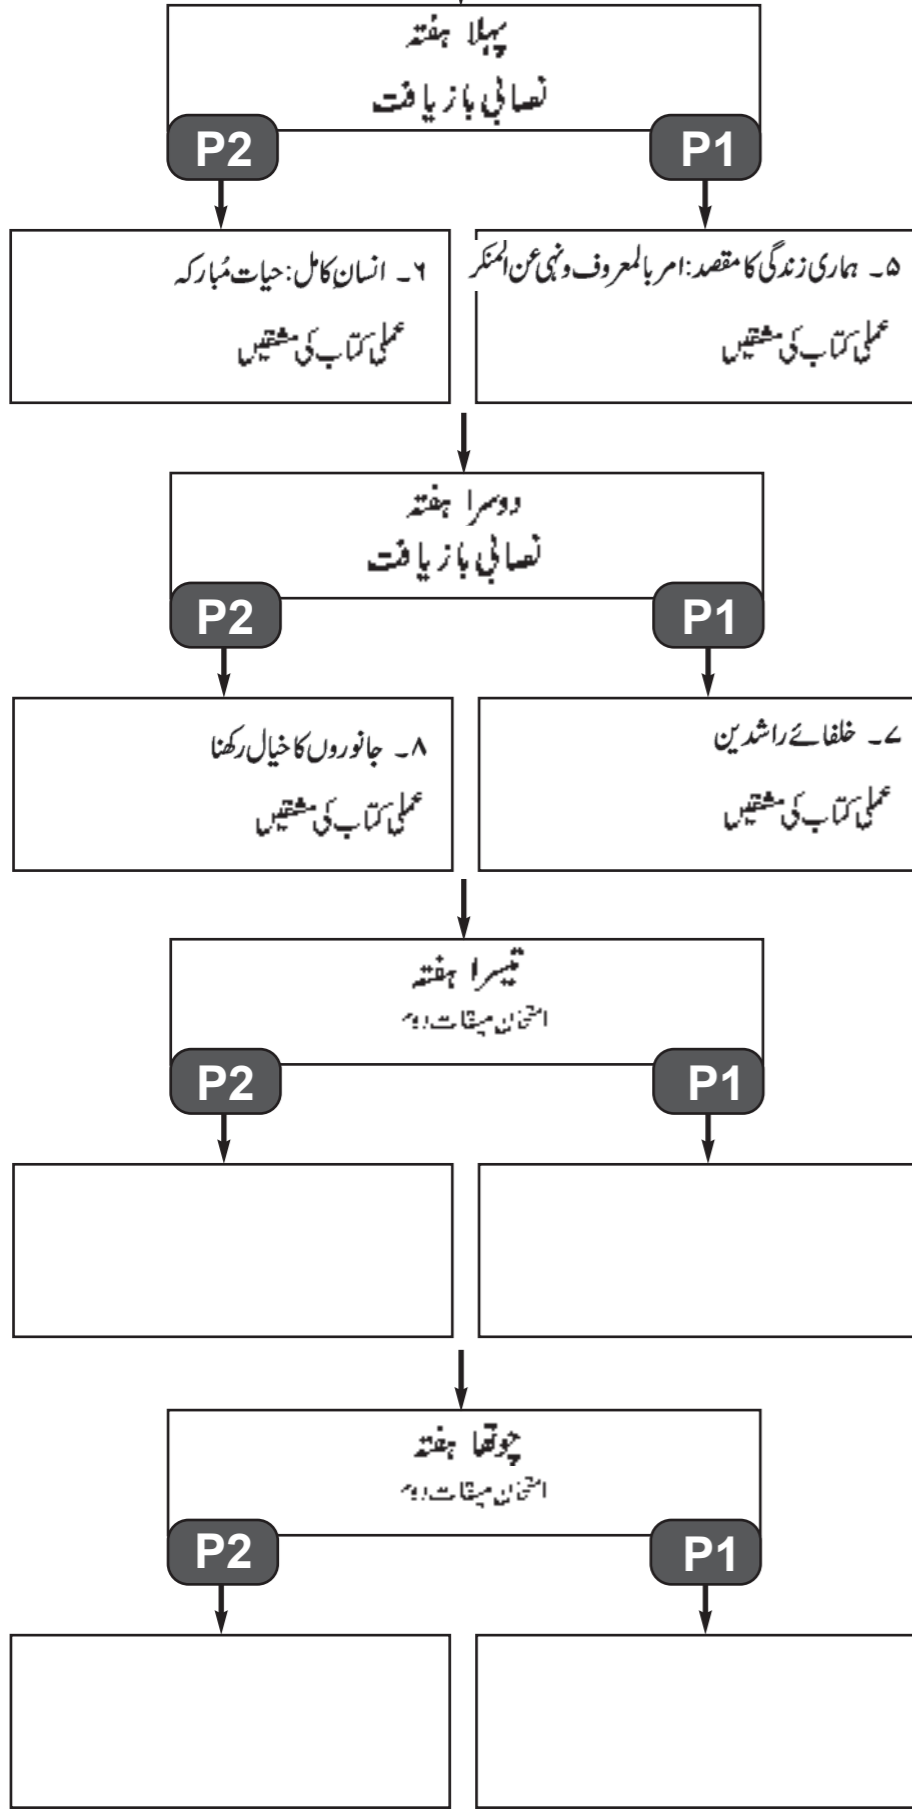 پہلا ہفتہ
نصابی بازیافت
P1
P2
۵۔ ہماری زندگی کا مقصد: امر بالمعروف و نہی عن المنکر
عملی کتاب کی مشقیں
۶۔ انسانِ کامل: حیات مُبارکہ
عملی کتاب کی مشقیں
دوسرا ہفتہ
نصابی بازیافت
P1
P2
۷۔ خلفائے راشدین
عملی کتاب کی مشقیں
۸۔ جانوروں کا خیال رکھنا
عملی کتاب کی مشقیں
تیسرا ہفتہ
امتحان میقات دوم
P1
P2
چوتھا ہفتہ
امتحان میقات دوم
P1
P2